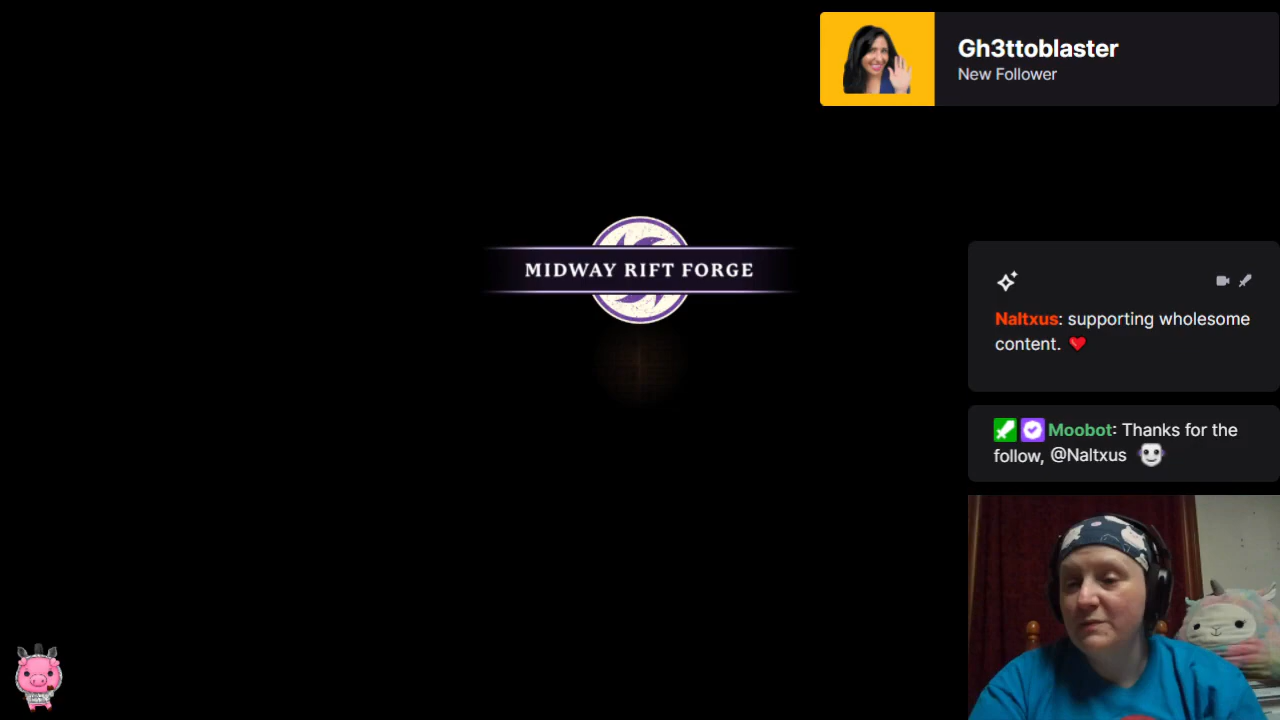 Gh3ttoblaster
New Follower
MIDWAY RIFT FORGE
Naltxus: supporting wholesome
content.
Moobot: Thanks for the
follow, @Naltxus